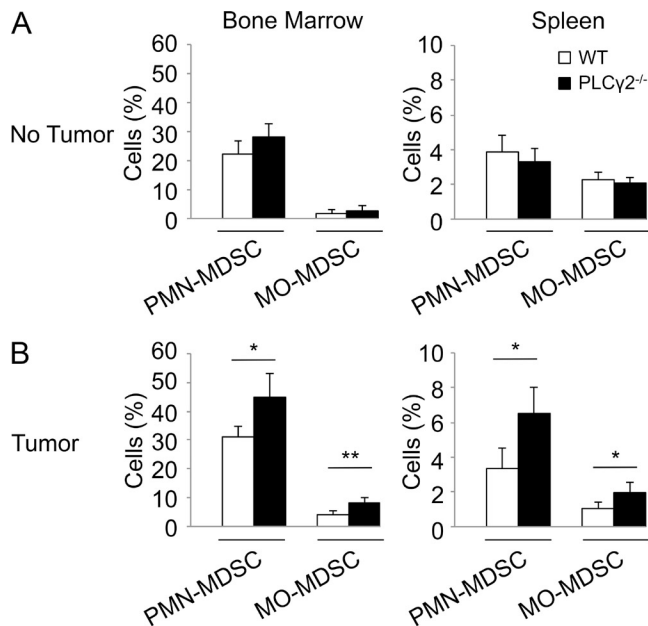 A
Bone Marrow
Spleen
No Tumor
Cells (%)
60
50
40
30
20
10
0
PMN-MDSC
MO-MDSC
Cells (%)
10
8
6
4
2
0
WT
PLCγ2-/-
PMN-MDSC
MO-MDSC
B
Tumor
Cells (%)
60
50
40
30
20
10
0
*
**
PMN-MDSC
MO-MDSC
Cells (%)
10
8
6
4
2
0
*
*
PMN-MDSC
MO-MDSC